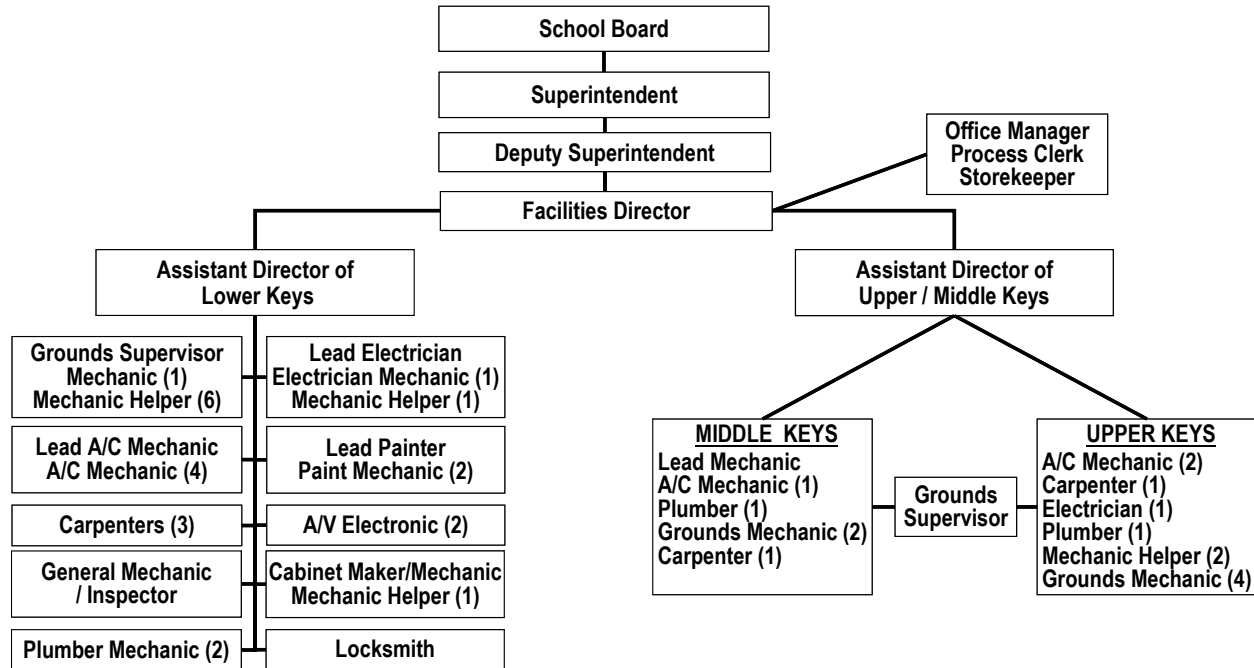 School Board
Superintendent
Deputy Superintendent
Office Manager
Process Clerk
Storekeeper
Facilities Director
Assistant Director of
Lower Keys
Assistant Director of
Upper / Middle Keys
Grounds Supervisor
Mechanic (1)
Mechanic Helper (6)
Lead Electrician
Electrician Mechanic (1)
Mechanic Helper (1)
Lead A/C Mechanic
A/C Mechanic (4)
Lead Painter
Paint Mechanic (2)
Carpenters (3)
A/V Electronic (2)
General Mechanic
/ Inspector
Cabinet Maker/Mechanic
Mechanic Helper (1)
Plumber Mechanic (2)
Locksmith
MIDDLE KEYS
Lead Mechanic
A/C Mechanic (1)
Plumber (1)
Grounds Mechanic (2)
Carpenter (1)
Grounds
Supervisor
UPPER KEYS
A/C Mechanic (2)
Carpenter (1)
Electrician (1)
Plumber (1)
Mechanic Helper (2)
Grounds Mechanic (4)